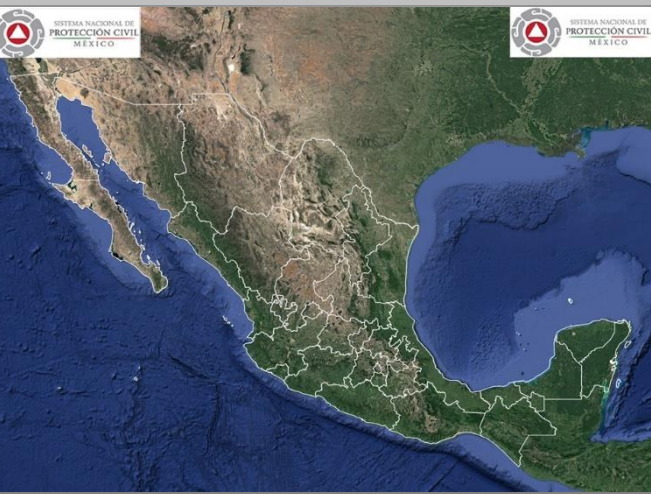 SISTEMA NACIONAL DE
PROTECCIÓN CIVIL
MÉXICO
SISTEMA NACIONAL DE
PROTECCIÓN CIVIL
MÉXICO